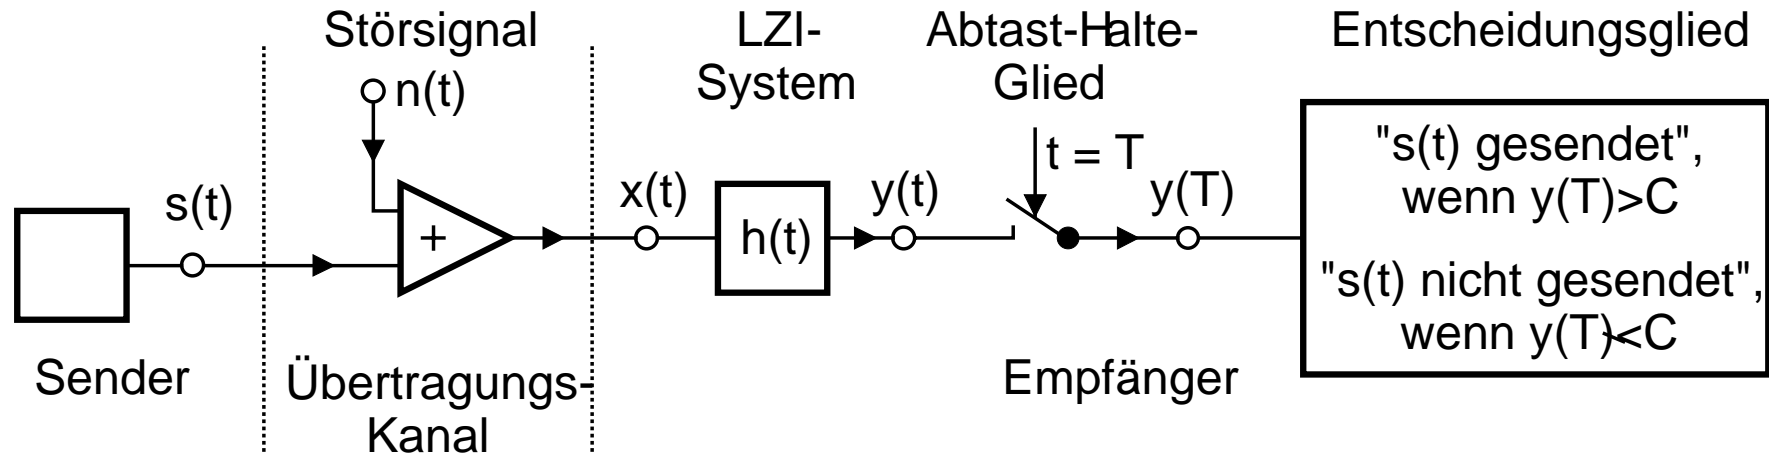 Störsignal
n(t)
s(t)
+
Sender
Übertragungs-
Kanal
x(t)
LZI-
System
h(t)
y(t)
Abtast-Halte-
Glied
t = T
y(T)
Empfänger
Entscheidungsglied
"s(t) gesendet",
wenn y(T)>C
"s(t) nicht gesendet",
wenn y(T)<C